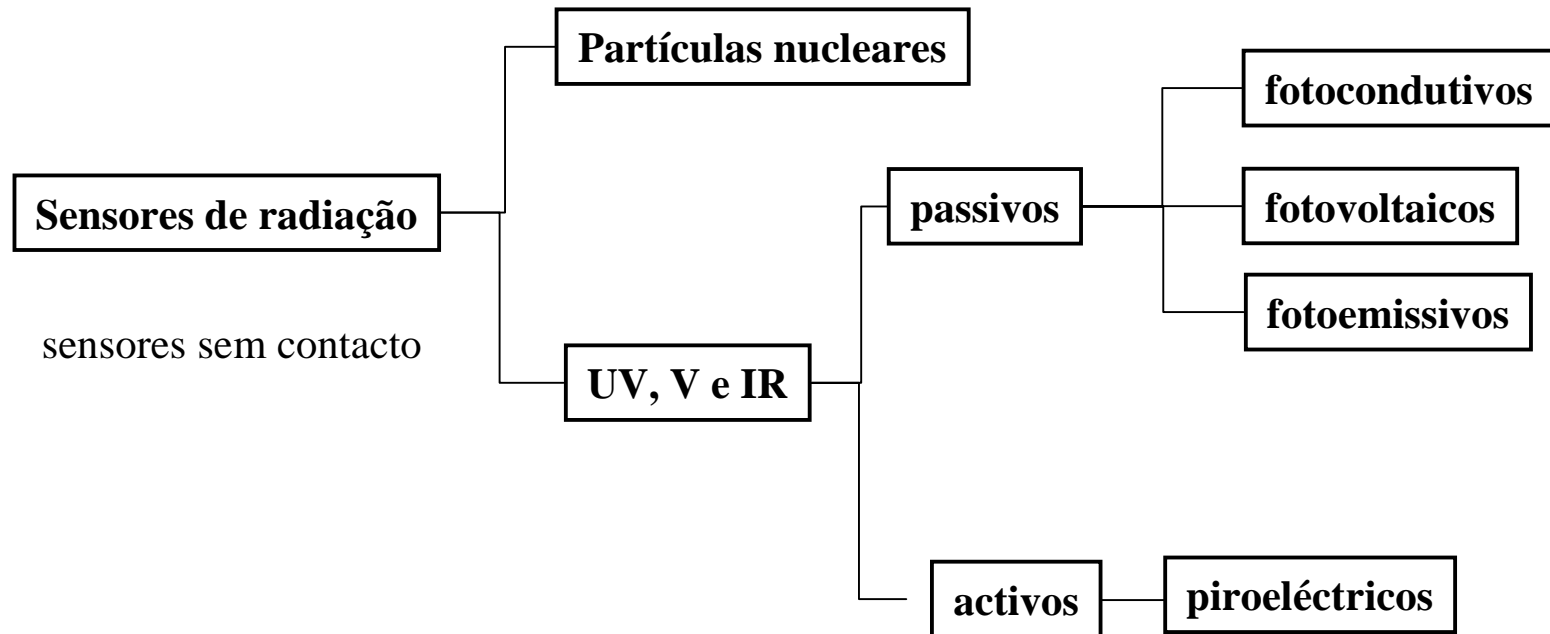 Partículas nucleares
fotocondutivos
Sensores de radiação
passivos
fotovoltaicos
fotoemissivos
sensores sem contacto
UV, V e IR
activos
piroeléctricos